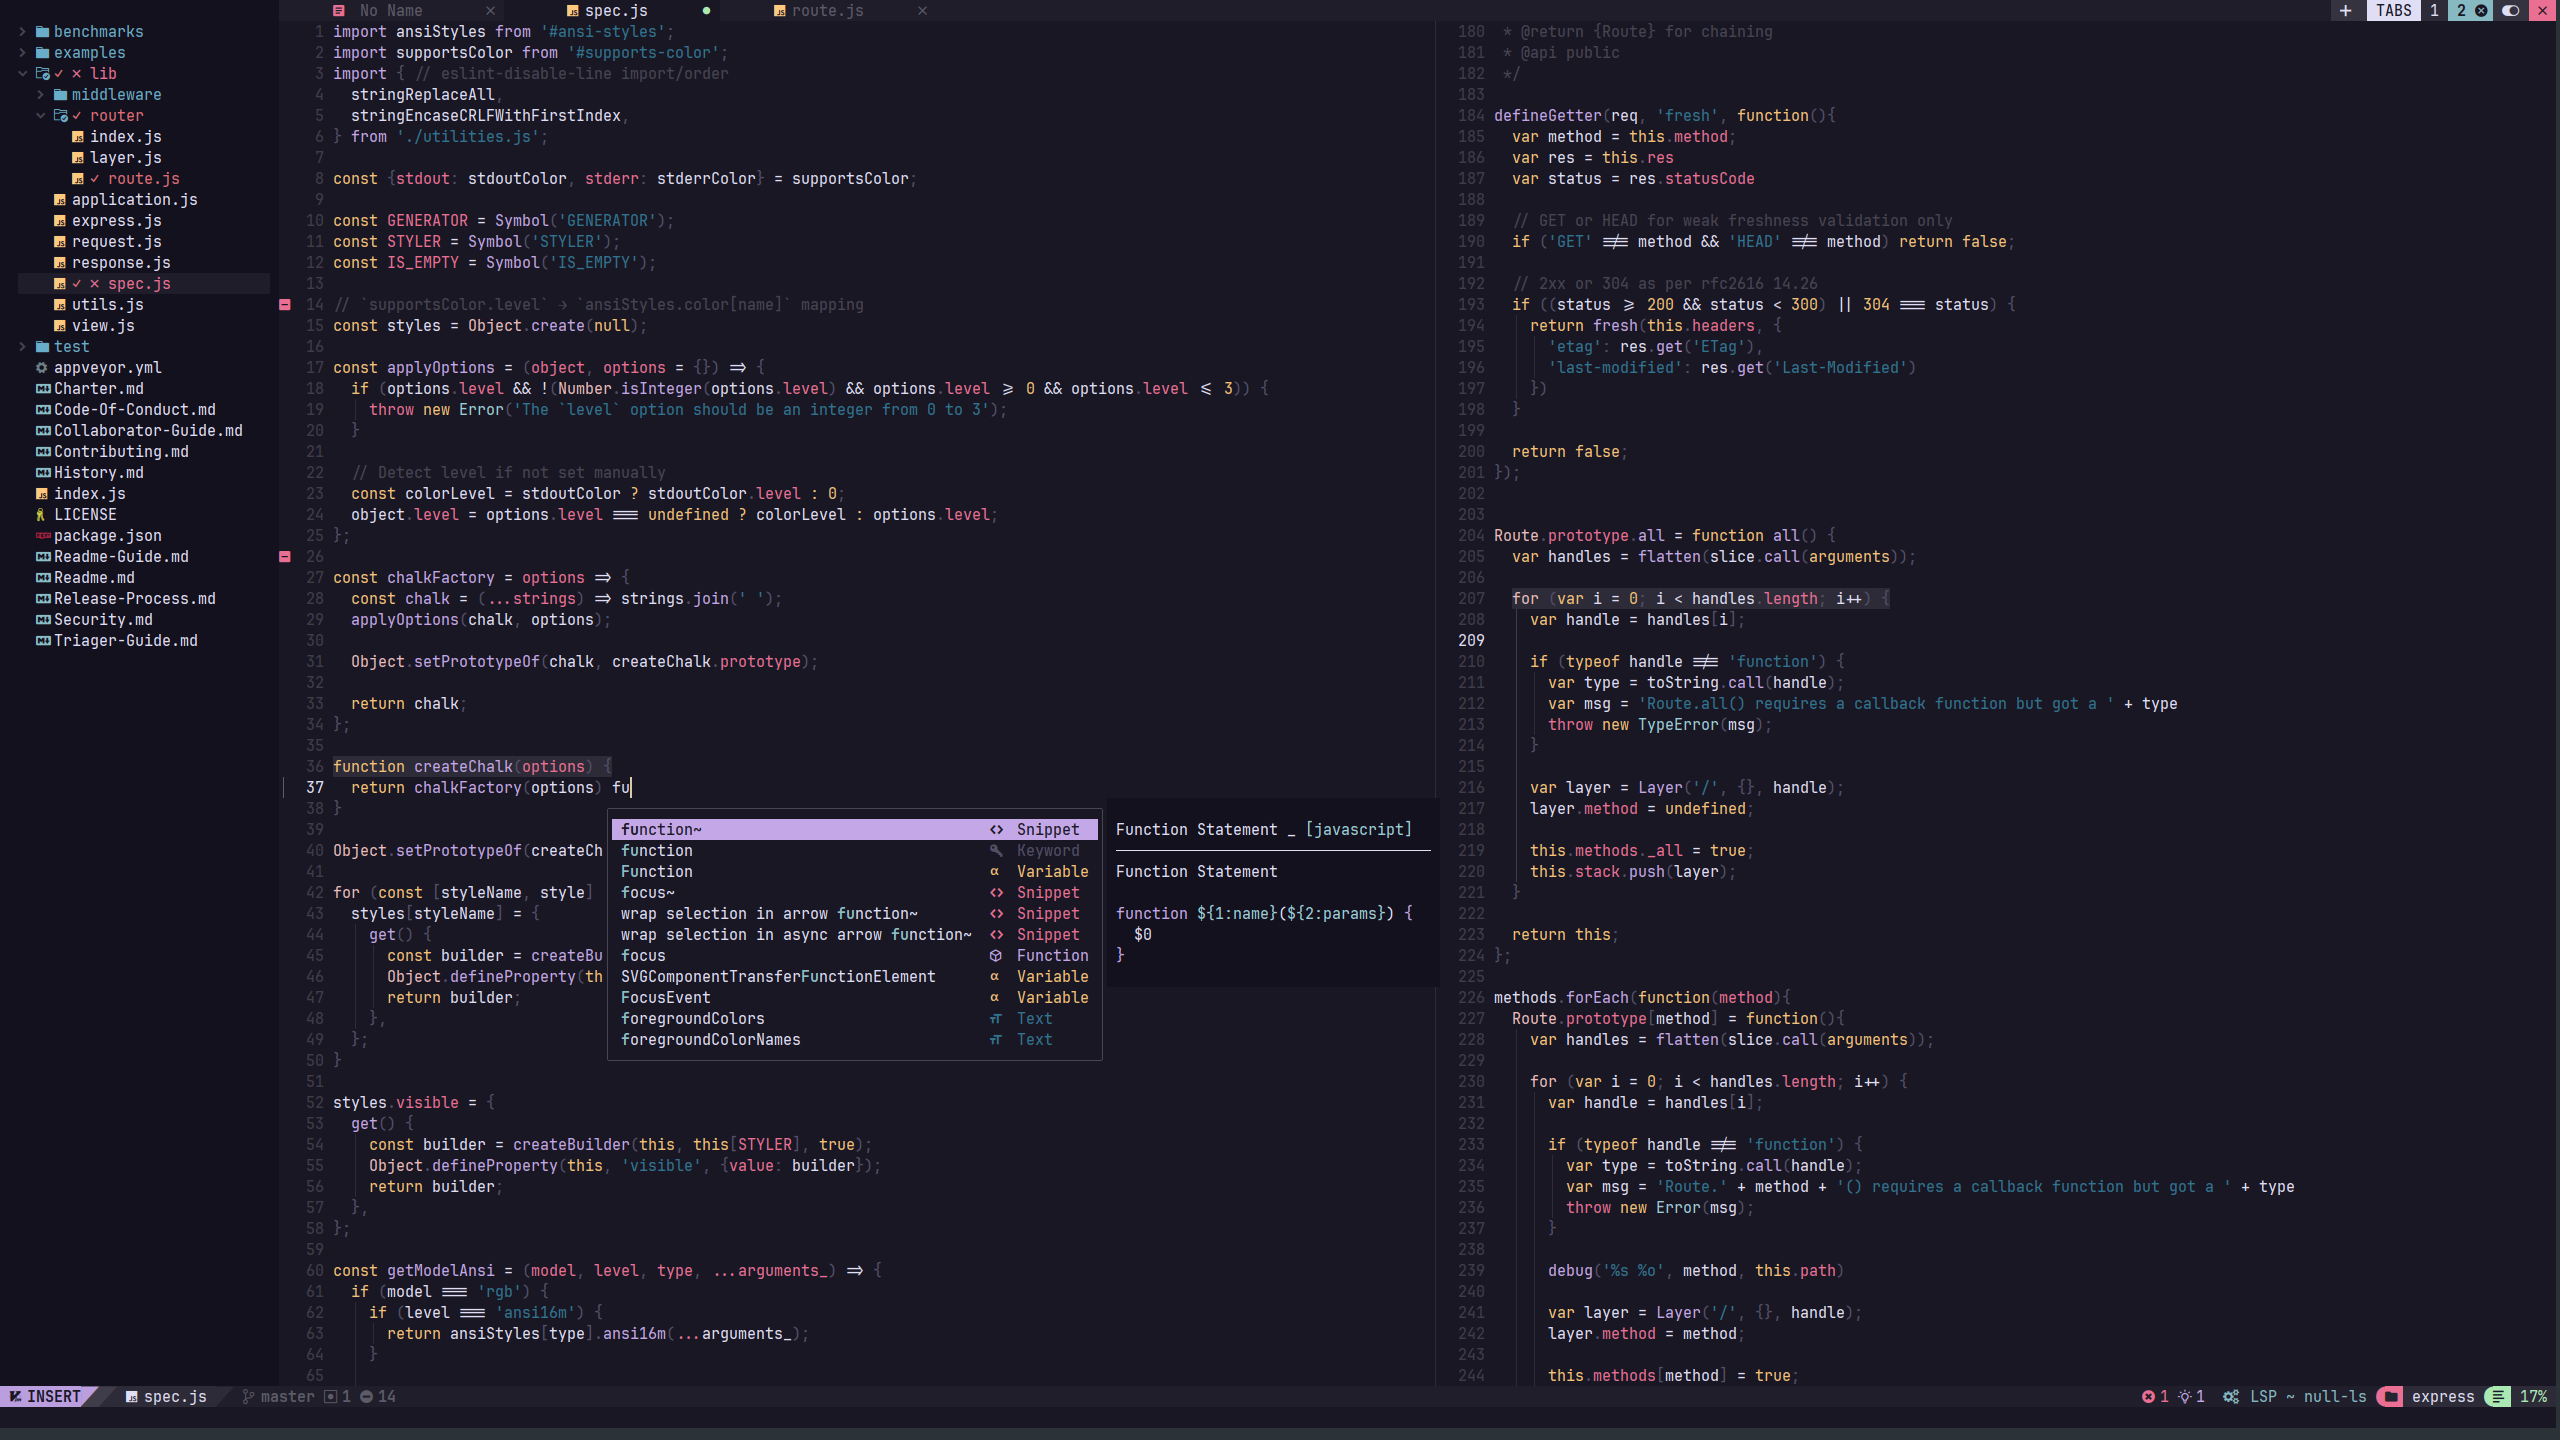 No Name
spec.js
route.js
TABS 1 2
benchmarks
examples
lib
middleware
router
index.js
layer.js
route.js
application.js
express.js
request.js
response.js
spec.js
utils.js
view.js
test
appveyor.yml
Charter.md
Code-Of-Conduct.md
Collaborator-Guide.md
Contributing.md
History.md
index.js
LICENSE
package.json
Readme-Guide.md
Readme.md
Release-Process.md
Security.md
Triager-Guide.md
1 import ansiStyles from '#ansi-styles';
2 import supportsColor from '#supports-color';
3 import { // eslint-disable-line import/order
4   stringReplaceAll,
5   stringEncaseCRLFWithFirstIndex,
6 } from './utilities.js';
7
8 const {stdout: stdoutColor, stderr: stderrColor} = supportsColor;
9
10 const GENERATOR = Symbol('GENERATOR');
11 const STYLER = Symbol('STYLER');
12 const IS_EMPTY = Symbol('IS_EMPTY');
13
14 // `supportsColor.level` → `ansiStyles.color[name]` mapping
15 const styles = Object.create(null);
16
17 const applyOptions = (object, options = {}) => {
18   if (options.level && !(Number.isInteger(options.level) && options.level >= 0 && options.level <= 3)) {
19     throw new Error('The `level` option should be an integer from 0 to 3');
20   }
21
22   // Detect level if not set manually
23   const colorLevel = stdoutColor ? stdoutColor.level : 0;
24   object.level = options.level === undefined ? colorLevel : options.level;
25 };
26
27 const chalkFactory = options => {
28   const chalk = (...strings) => strings.join(' ');
29   applyOptions(chalk, options);
30
31   Object.setPrototypeOf(chalk, createChalk.prototype);
32
33   return chalk;
34 };
35
36 function createChalk(options) {
37   return chalkFactory(options) fu
38 }
39
40 Object.setPrototypeOf(createCh
41
42 for (const [styleName, style]
43   styles[styleName] = {
44     get() {
45       const builder = createBu
46       Object.defineProperty(th
47       return builder;
48     },
49   };
50 }
51
52 styles.visible = {
53   get() {
54     const builder = createBuilder(this, this[STYLER], true);
55     Object.defineProperty(this, 'visible', {value: builder});
56     return builder;
57   },
58 };
59
60 const getModelAnsi = (model, level, type, ...arguments_) => {
61   if (model === 'rgb') {
62     if (level === 'ansi16m') {
63       return ansiStyles[type].ansi16m(...arguments_);
64     }
65
function~ Snippet
function Keyword
Function Variable
focus~ Snippet
wrap selection in arrow function~ Snippet
wrap selection in async arrow function~ Snippet
focus Function
SVGComponentTransferFunctionElement Variable
FocusEvent Variable
foregroundColors Text
foregroundColorNames Text
Function Statement _ [javascript]
Function Statement
function ${1:name}(${2:params}) {
  $0
}
180  * @return {Route} for chaining
181  * @api public
182  */
183
184 defineGetter(req, 'fresh', function(){
185   var method = this.method;
186   var res = this.res
187   var status = res.statusCode
188
189   // GET or HEAD for weak freshness validation only
190   if ('GET' !== method && 'HEAD' !== method) return false;
191
192   // 2xx or 304 as per rfc2616 14.26
193   if ((status >= 200 && status < 300) || 304 === status) {
194     return fresh(this.headers, {
195       'etag': res.get('ETag'),
196       'last-modified': res.get('Last-Modified')
197     })
198   }
199
200   return false;
201 });
202
203
204 Route.prototype.all = function all() {
205   var handles = flatten(slice.call(arguments));
206
207   for (var i = 0; i < handles.length; i++) {
208     var handle = handles[i];
209
210     if (typeof handle !== 'function') {
211       var type = toString.call(handle);
212       var msg = 'Route.all() requires a callback function but got a ' + type
213       throw new TypeError(msg);
214     }
215
216     var layer = Layer('/', {}, handle);
217     layer.method = undefined;
218
219     this.methods._all = true;
220     this.stack.push(layer);
221   }
222
223   return this;
224 };
225
226 methods.forEach(function(method){
227   Route.prototype[method] = function(){
228     var handles = flatten(slice.call(arguments));
229
230     for (var i = 0; i < handles.length; i++) {
231       var handle = handles[i];
232
233       if (typeof handle !== 'function') {
234         var type = toString.call(handle);
235         var msg = 'Route.' + method + '() requires a callback function but got a ' + type
236         throw new Error(msg);
237       }
238
239       debug('%s %o', method, this.path)
240
241       var layer = Layer('/', {}, handle);
242       layer.method = method;
243
244       this.methods[method] = true;
INSERT spec.js master 1 14
1 1 LSP ~ null-ls express 17%